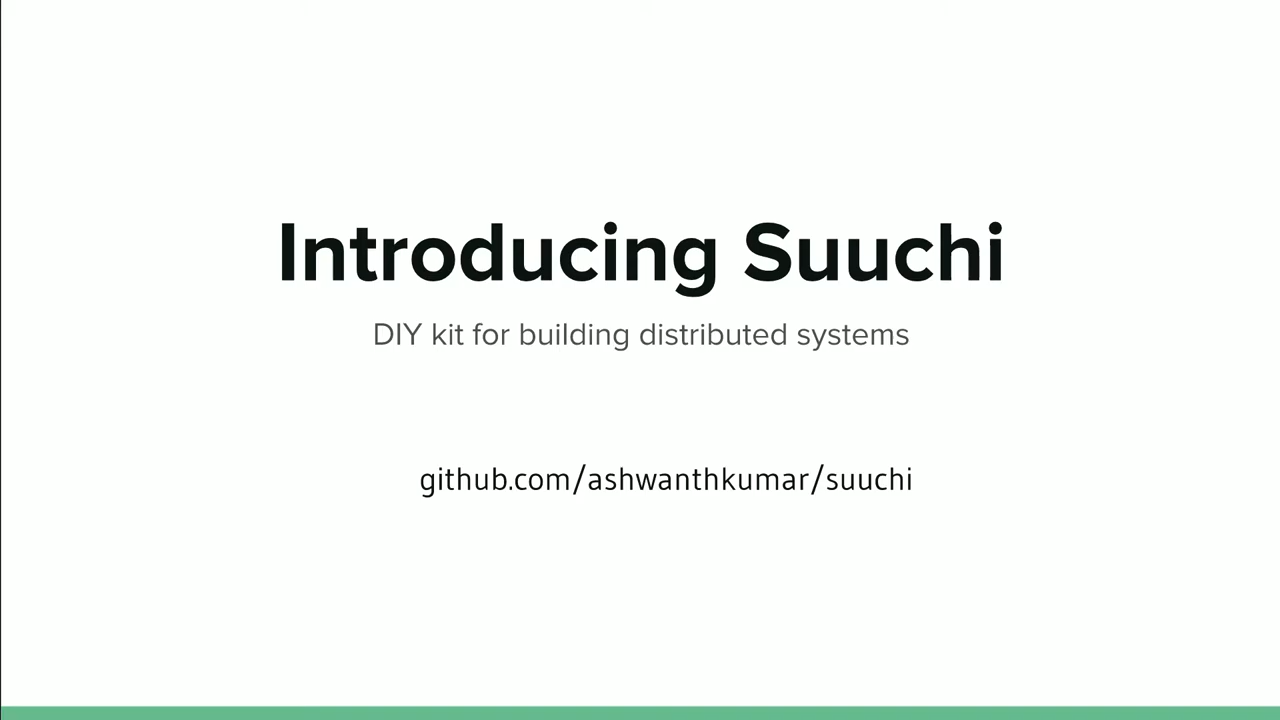 Introducing Suuchi
DIY kit for building distributed systems
github.com/ashwanthkumar/suuchi